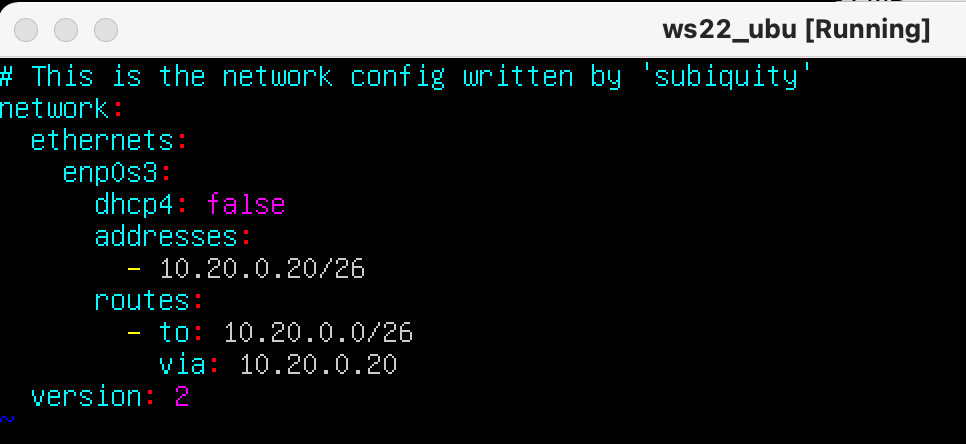 ws22_ubu [Running]
# This is the network config written by 'subiquity'
network:
  ethernets:
    enp0s3:
      dhcp4: false
      addresses:
        - 10.20.0.20/26
      routes:
        - to: 10.20.0.0/26
          via: 10.20.0.20
  version: 2
~